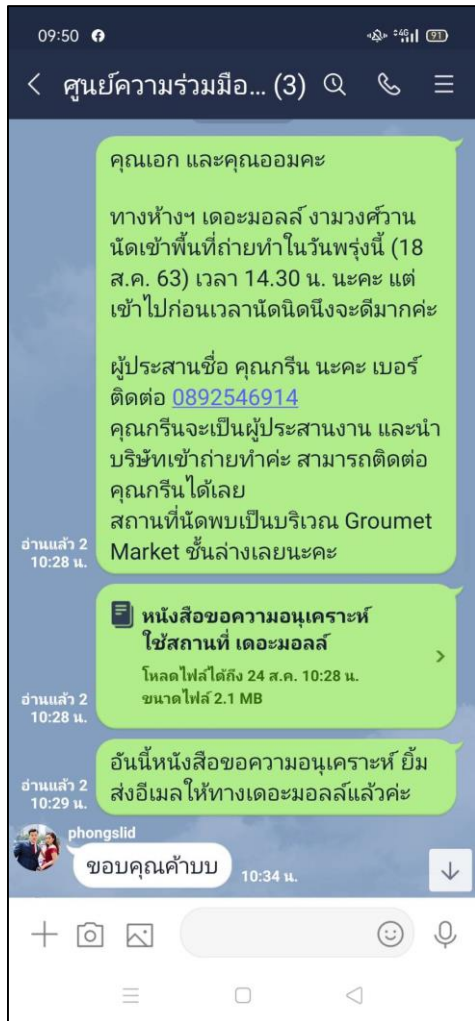 09:50
46 91
ศูนย์ความร่วมมือ... (3)
คุณเอก และคุณออมคะ
ทางห้างฯ เดอะมอลล์ งามวงศ์วาน
นัดเข้าพื้นที่ถ่ายทำในวันพรุ่งนี้ (18
ส.ค. 63) เวลา 14.30 น. นะคะ แต่
เข้าไปก่อนเวลานัดนิดนึงจะดีมากค่ะ
ผู้ประสานชื่อ คุณกรีน นะคะ เบอร์
ติดต่อ 0892546914
คุณกรีนจะเป็นผู้ประสานงาน และนำ
บริษัทเข้าถ่ายทำค่ะ สามารถติดต่อ
คุณกรีนได้เลย
สถานที่นัดพบเป็นบริเวณ Groumet
Market ชั้นล่างเลยนะคะ
อ่านแล้ว 2
10:28 น.
หนังสือขอความอนุเคราะห์
ใช้สถานที่ เดอะมอลล์
โหลดไฟล์ได้ถึง 24 ส.ค. 10:28 น.
ขนาดไฟล์ 2.1 MB
อ่านแล้ว 2
10:28 น.
อันนี้หนังสือขอความอนุเคราะห์ ยิ้ม
ส่งอีเมลให้ทางเดอะมอลล์แล้วค่ะ
อ่านแล้ว 2
10:29 น.
phongslid
ขอบคุณค้าบบ
10:34 น.